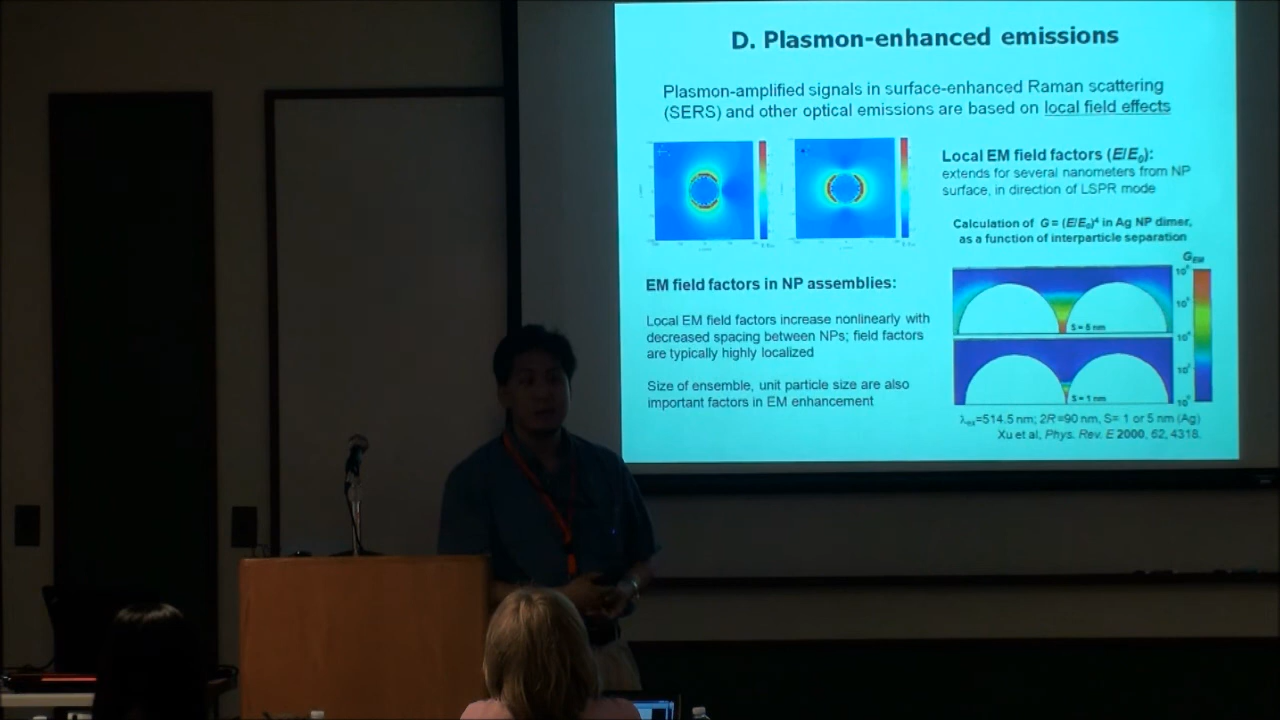 D. Plasmon-enhanced emissions
Plasmon-amplified signals in surface-enhanced Raman scattering
(SERS) and other optical emissions are based on local field effects
Local EM field factors (E/E₀):
extends for several nanometers from NP
surface, in direction of LSPR mode
Calculation of G = (E/E₀)⁴ in Ag NP dimer,
as a function of interparticle separation
EM field factors in NP assemblies:
Local EM field factors increase nonlinearly with
decreased spacing between NPs; field factors
are typically highly localized
Size of ensemble, unit particle size are also
important factors in EM enhancement
G_EM
S = 5 nm
S = 1 nm
λ_ex=514.5 nm; 2R=90 nm, S= 1 or 5 nm (Ag)
Xu et al, Phys. Rev. E 2000, 62, 4318.